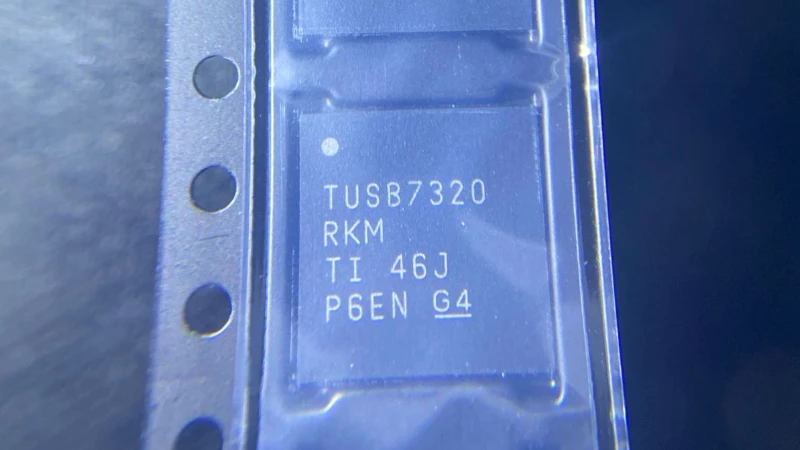 TUSB7320
RKM
TI 46J
P6EN G4